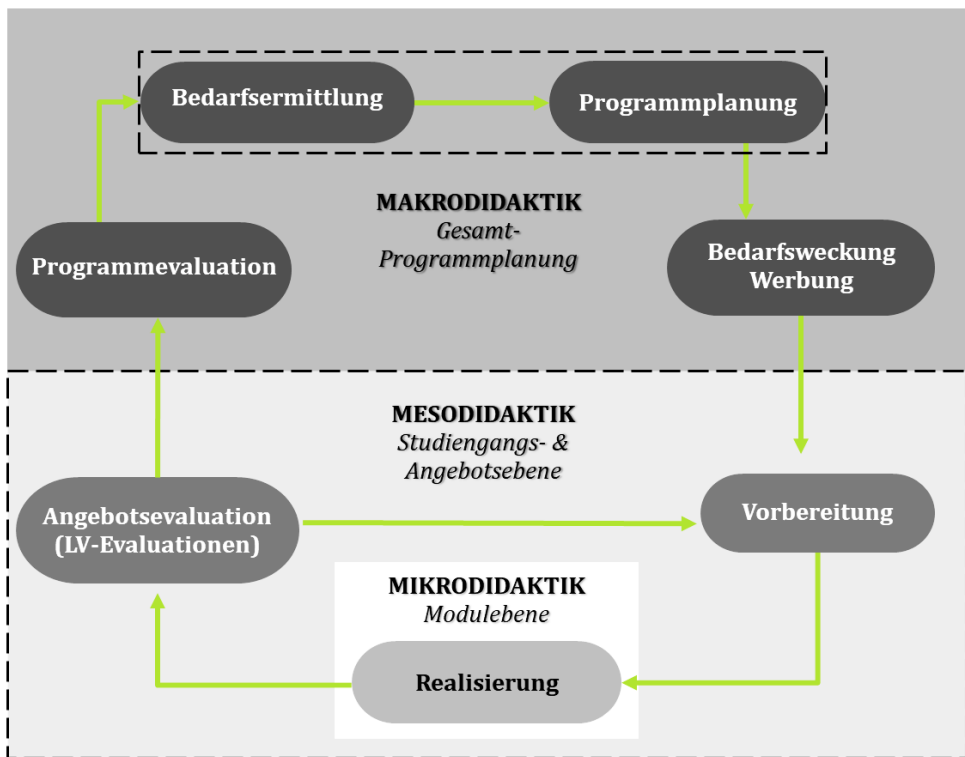 Bedarfsermittlung
Programmplanung
MAKRODIDAKTIK
Gesamt-
Programmplanung
Programmevaluation
Bedarfsweckung
Werbung
MESODIDAKTIK
Studiengangs- &
Angebotsebene
Angebotsevaluation
(LV-Evaluationen)
Vorbereitung
MIKRODIDAKTIK
Modulebene
Realisierung